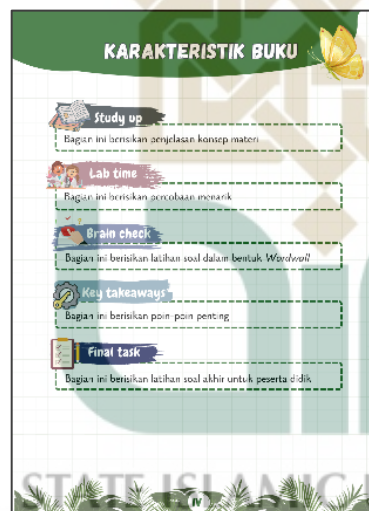 KARAKTERISTIK BUKU
Study up
Bagian ini berisikan penjelasan konsep materi
Lab time
Bagian ini berisikan percobaan menarik
Brain check
Bagian ini berisikan latihan soal dalam bentuk Wordwall
Key takeaways
Bagian ini berisikan poin-poin penting
Final task
Bagian ini berisikan latihan soal akhir untuk peserta didik
STATE ISLAMIC
IV